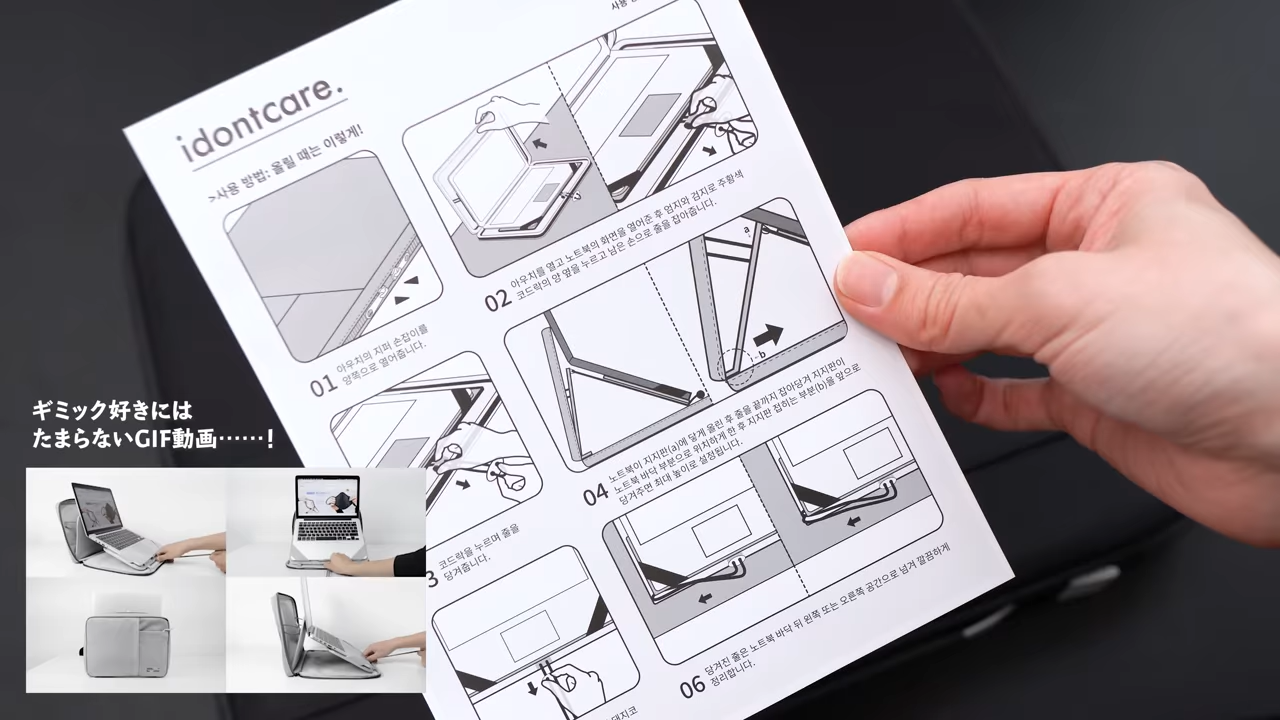 idontcare.
>사용 방법: 올릴 때는 이렇게!
01
아우치의 지퍼 손잡이를
양쪽으로 열어줍니다.
02
아우치를 열고 노트북의 화면을 열어준 후 엄지와 검지로 주황색
코드락의 양 옆을 누르고 남은 손으로 줄을 잡아줍니다.
3
코드락을 누르며 줄을
당겨줍니다.
a
b
04
노트북이 지지판(a)에 닿게 올린 후 줄을 끝까지 잡아당겨 지지판이
노트북 바닥 부분으로 위치하게 한 후 지지판 접히는 부분(b)을 앞으로
당겨주면 최대 높이로 설정됩니다.
06
당겨진 줄은 노트북 바닥 뒤 왼쪽 또는 오른쪽 공간으로 넘겨 깔끔하게
정리합니다.
ギミック好きには
たまらないGIF動画……！